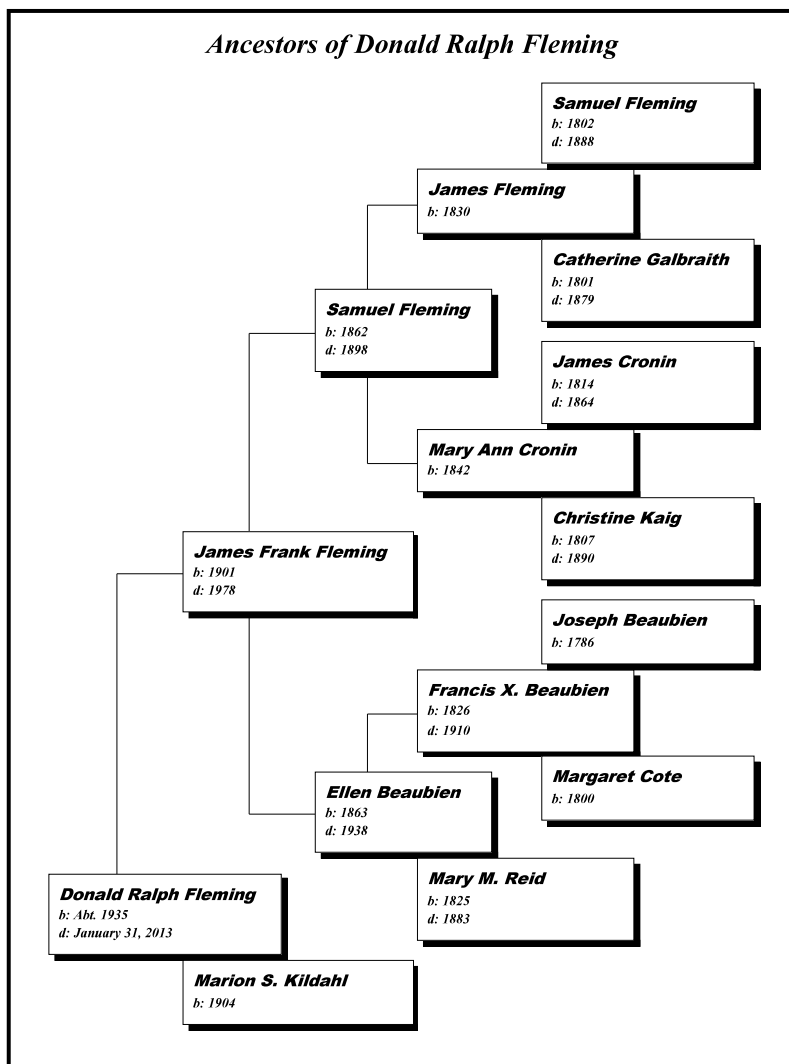 Ancestors of Donald Ralph Fleming
Samuel Fleming
b: 1802
d: 1888
James Fleming
b: 1830
Catherine Galbraith
b: 1801
d: 1879
Samuel Fleming
b: 1862
d: 1898
James Cronin
b: 1814
d: 1864
Mary Ann Cronin
b: 1842
Christine Kaig
b: 1807
d: 1890
James Frank Fleming
b: 1901
d: 1978
Joseph Beaubien
b: 1786
Francis X. Beaubien
b: 1826
d: 1910
Margaret Cote
b: 1800
Ellen Beaubien
b: 1863
d: 1938
Mary M. Reid
b: 1825
d: 1883
Donald Ralph Fleming
b: Abt. 1935
d: January 31, 2013
Marion S. Kildahl
b: 1904